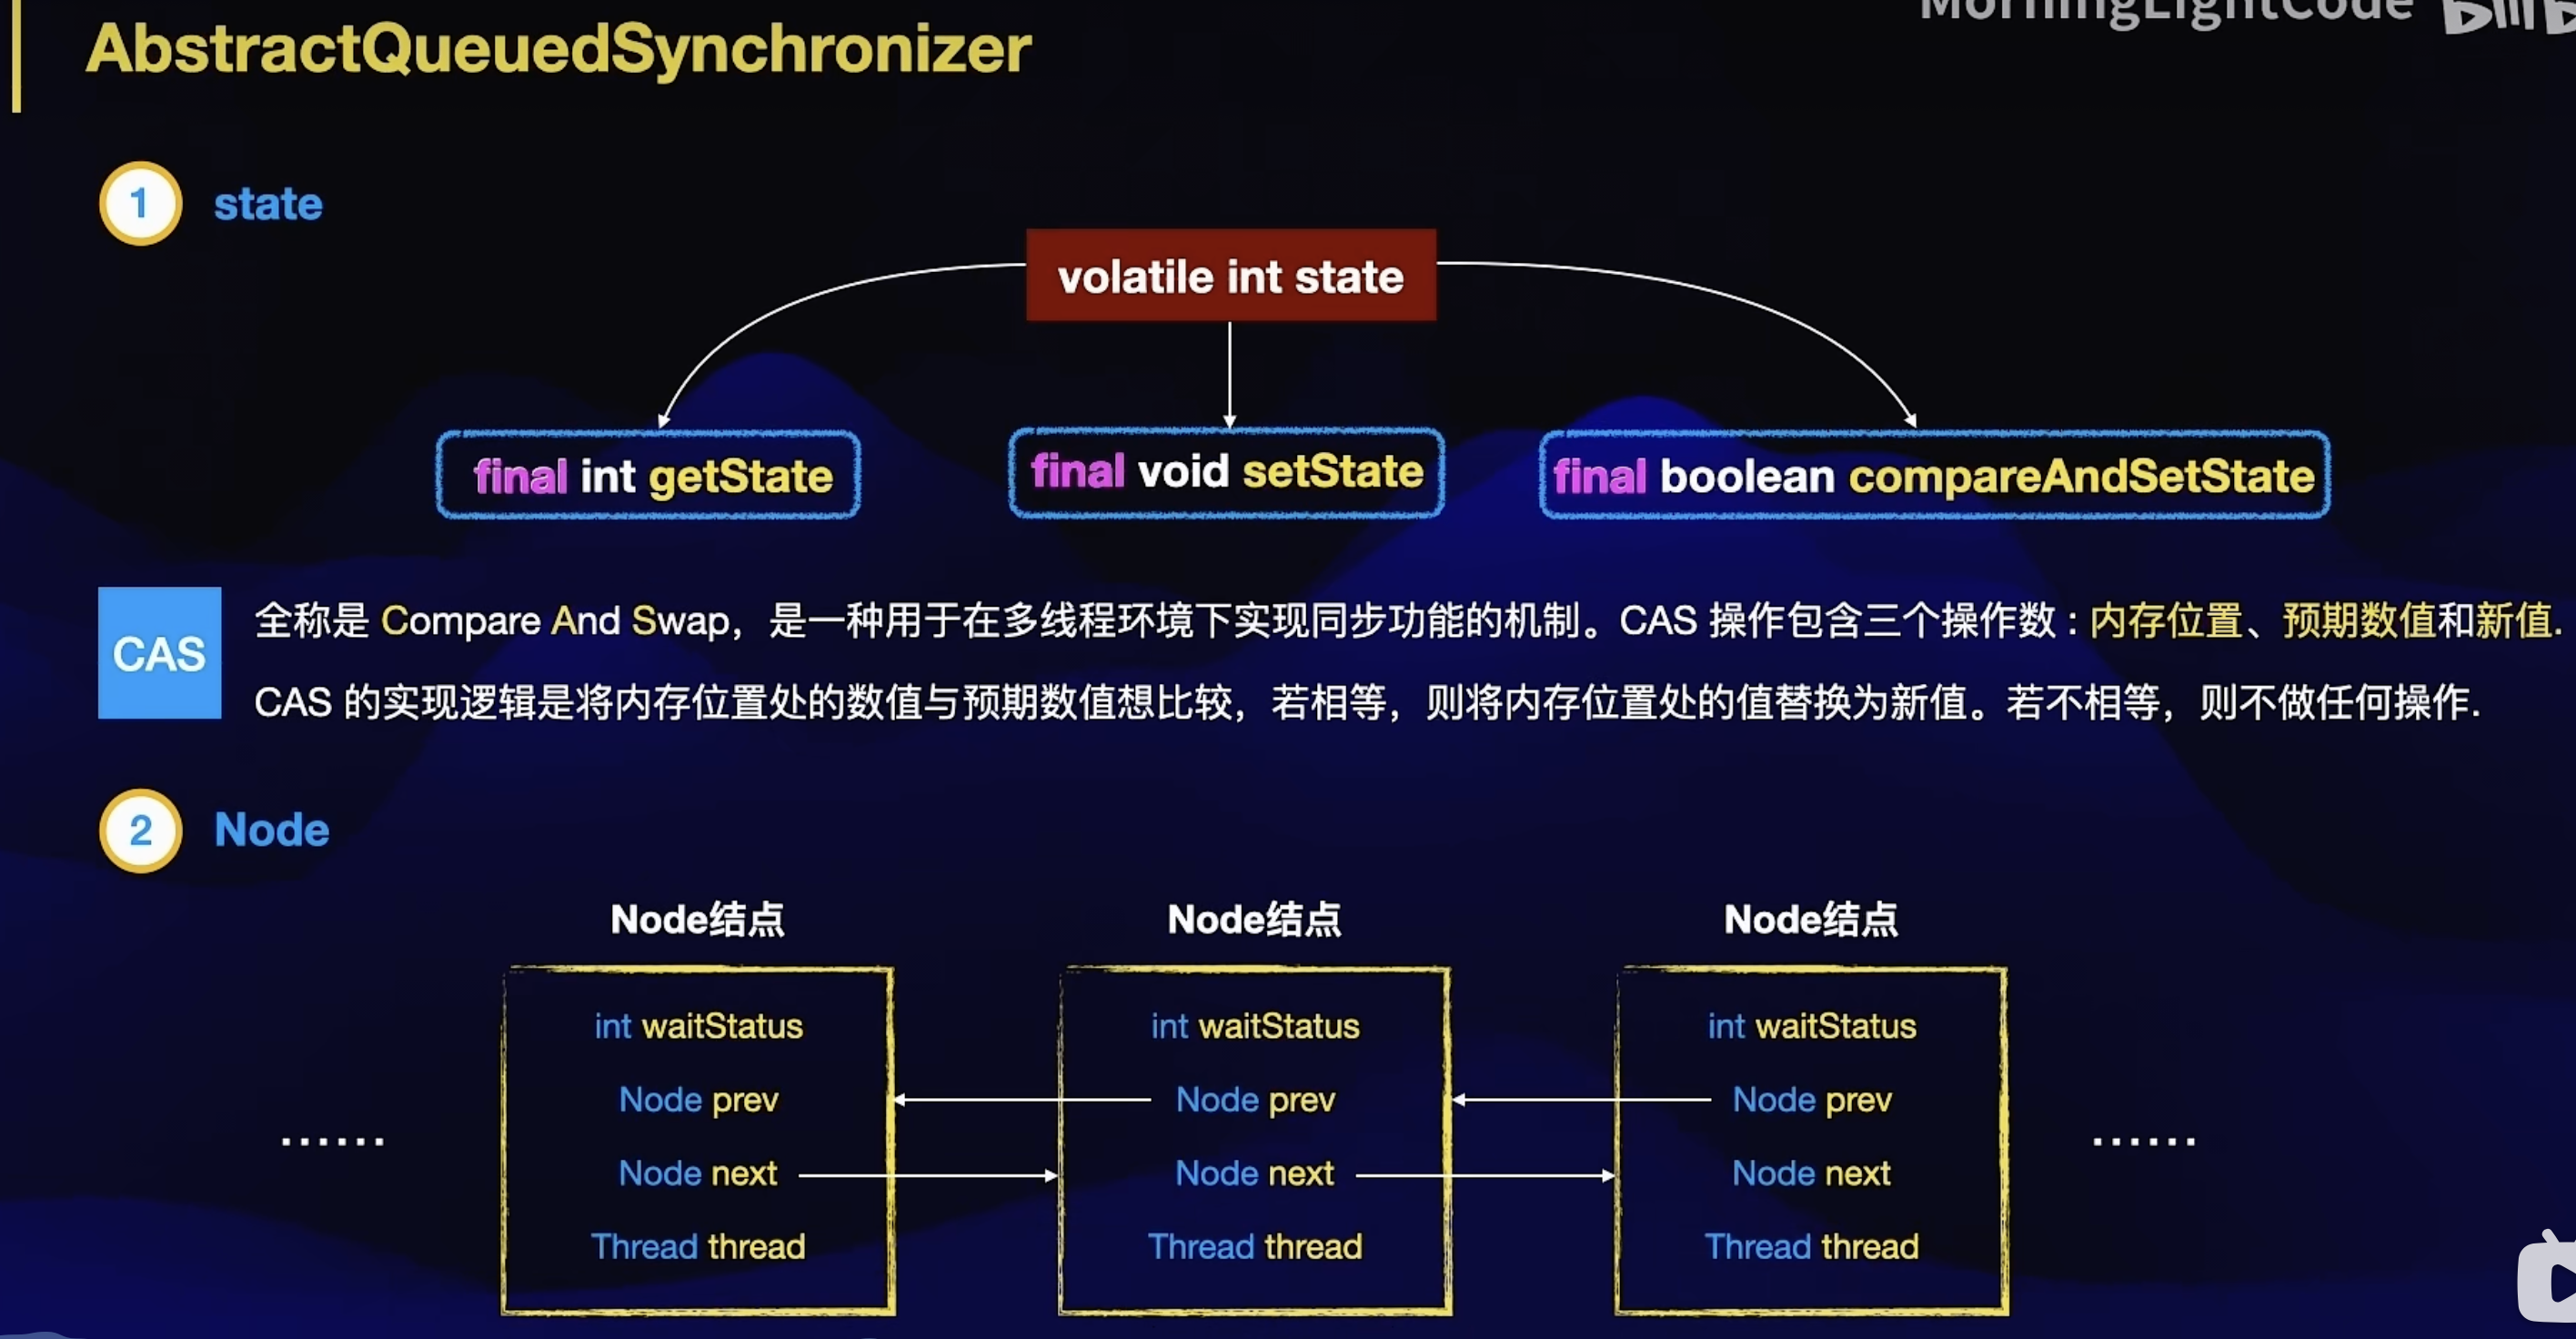 MorningLightCode
AbstractQueuedSynchronizer
1 state
volatile int state
final int getState
final void setState
final boolean compareAndSetState
CAS
全称是 Compare And Swap，是一种用于在多线程环境下实现同步功能的机制。CAS 操作包含三个操作数 : 内存位置、预期数值和新值.
CAS 的实现逻辑是将内存位置处的数值与预期数值想比较，若相等，则将内存位置处的值替换为新值。若不相等，则不做任何操作.
2 Node
Node结点
Node结点
Node结点
......
int waitStatus
Node prev
Node next
Thread thread
int waitStatus
Node prev
Node next
Thread thread
int waitStatus
Node prev
Node next
Thread thread
......